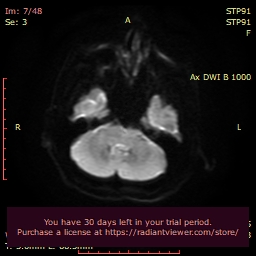 Im: 7/48
Se: 3
A
STP91
STP91
F
Ax DWI B 1000
R
L
You have 30 days left in your trial period.
Purchase a license at https://radiantviewer.com/store/